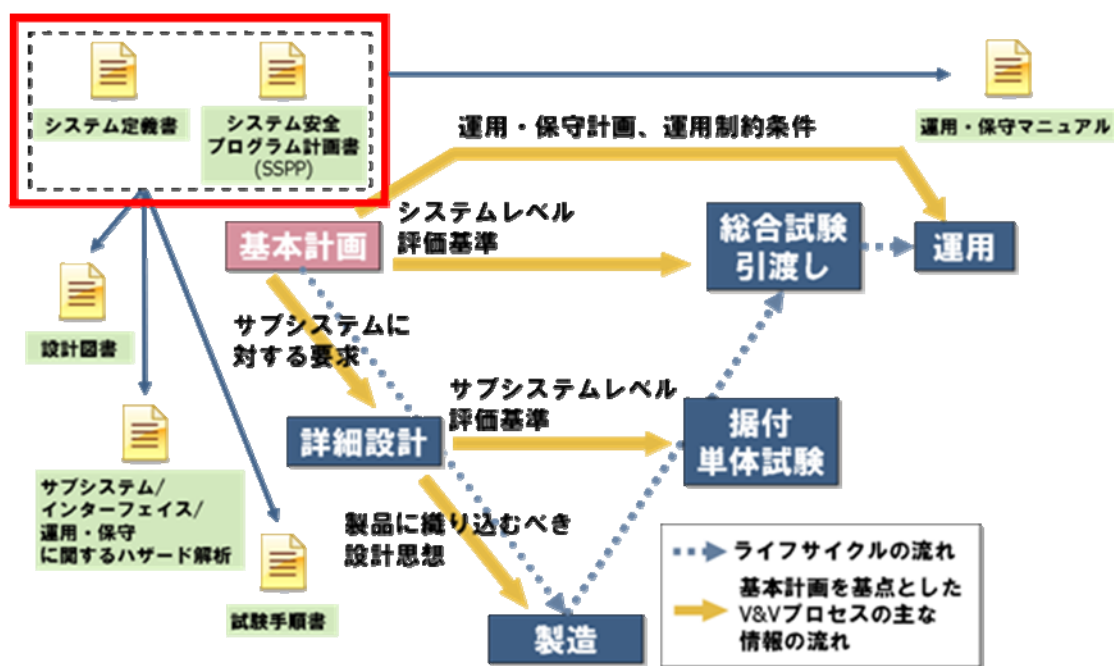 システム定義書
システム安全
プログラム計画書
(SSPP)
運用・保守マニュアル
運用・保守計画、運用制約条件
システムレベル
評価基準
基本計画
総合試験
引渡し
運用
設計図書
サブシステムに
対する要求
サブシステムレベル
評価基準
詳細設計
据付
単体試験
サブシステム/
インターフェイス/
運用・保守
に関するハザード解析
製品に織り込むべき
設計思想
試験手順書
製造
ライフサイクルの流れ
基本計画を基点とした
V&Vプロセスの主な
情報の流れ